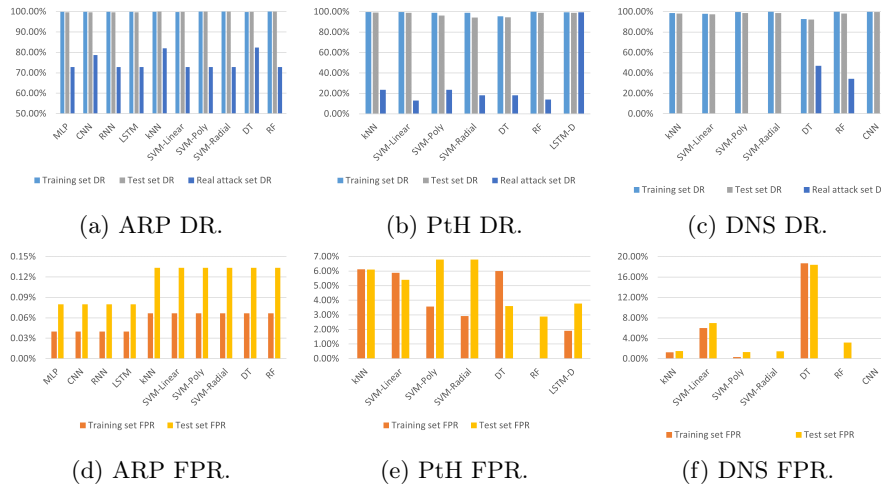 100.00%
90.00%
80.00%
70.00%
60.00%
50.00%
MLP
CNN
RNN
LSTM
kNN
SVM-Linear
SVM-Poly
SVM-Radial
DT
RF
Training set DR
Test set DR
Real attack set DR
(a) ARP DR.
100.00%
80.00%
60.00%
40.00%
20.00%
0.00%
kNN
SVM-Linear
SVM-Poly
SVM-Radial
DT
RF
LSTM-D
Training set DR
Test set DR
Real attack set DR
(b) PtH DR.
100.00%
80.00%
60.00%
40.00%
20.00%
0.00%
kNN
SVM-Linear
SVM-Poly
SVM-Radial
DT
RF
CNN
Training set DR
Test set DR
Real attack set D
(c) DNS DR.
0.15%
0.12%
0.09%
0.06%
0.03%
0.00%
MLP
CNN
RNN
LSTM
kNN
SVM-Linear
SVM-Poly
SVM-Radial
DT
RF
Training set FPR
Test set FPR
(d) ARP FPR.
7.00%
6.00%
5.00%
4.00%
3.00%
2.00%
1.00%
0.00%
kNN
SVM-Linear
SVM-Poly
SVM-Radial
DT
RF
LSTM-D
Training set FPR
Test set FPR
(e) PtH FPR.
20.00%
16.00%
12.00%
8.00%
4.00%
0.00%
kNN
SVM-Linear
SVM-Poly
SVM-Radial
DT
RF
CNN
Training set FPR
Test set FPR
(f) DNS FPR.